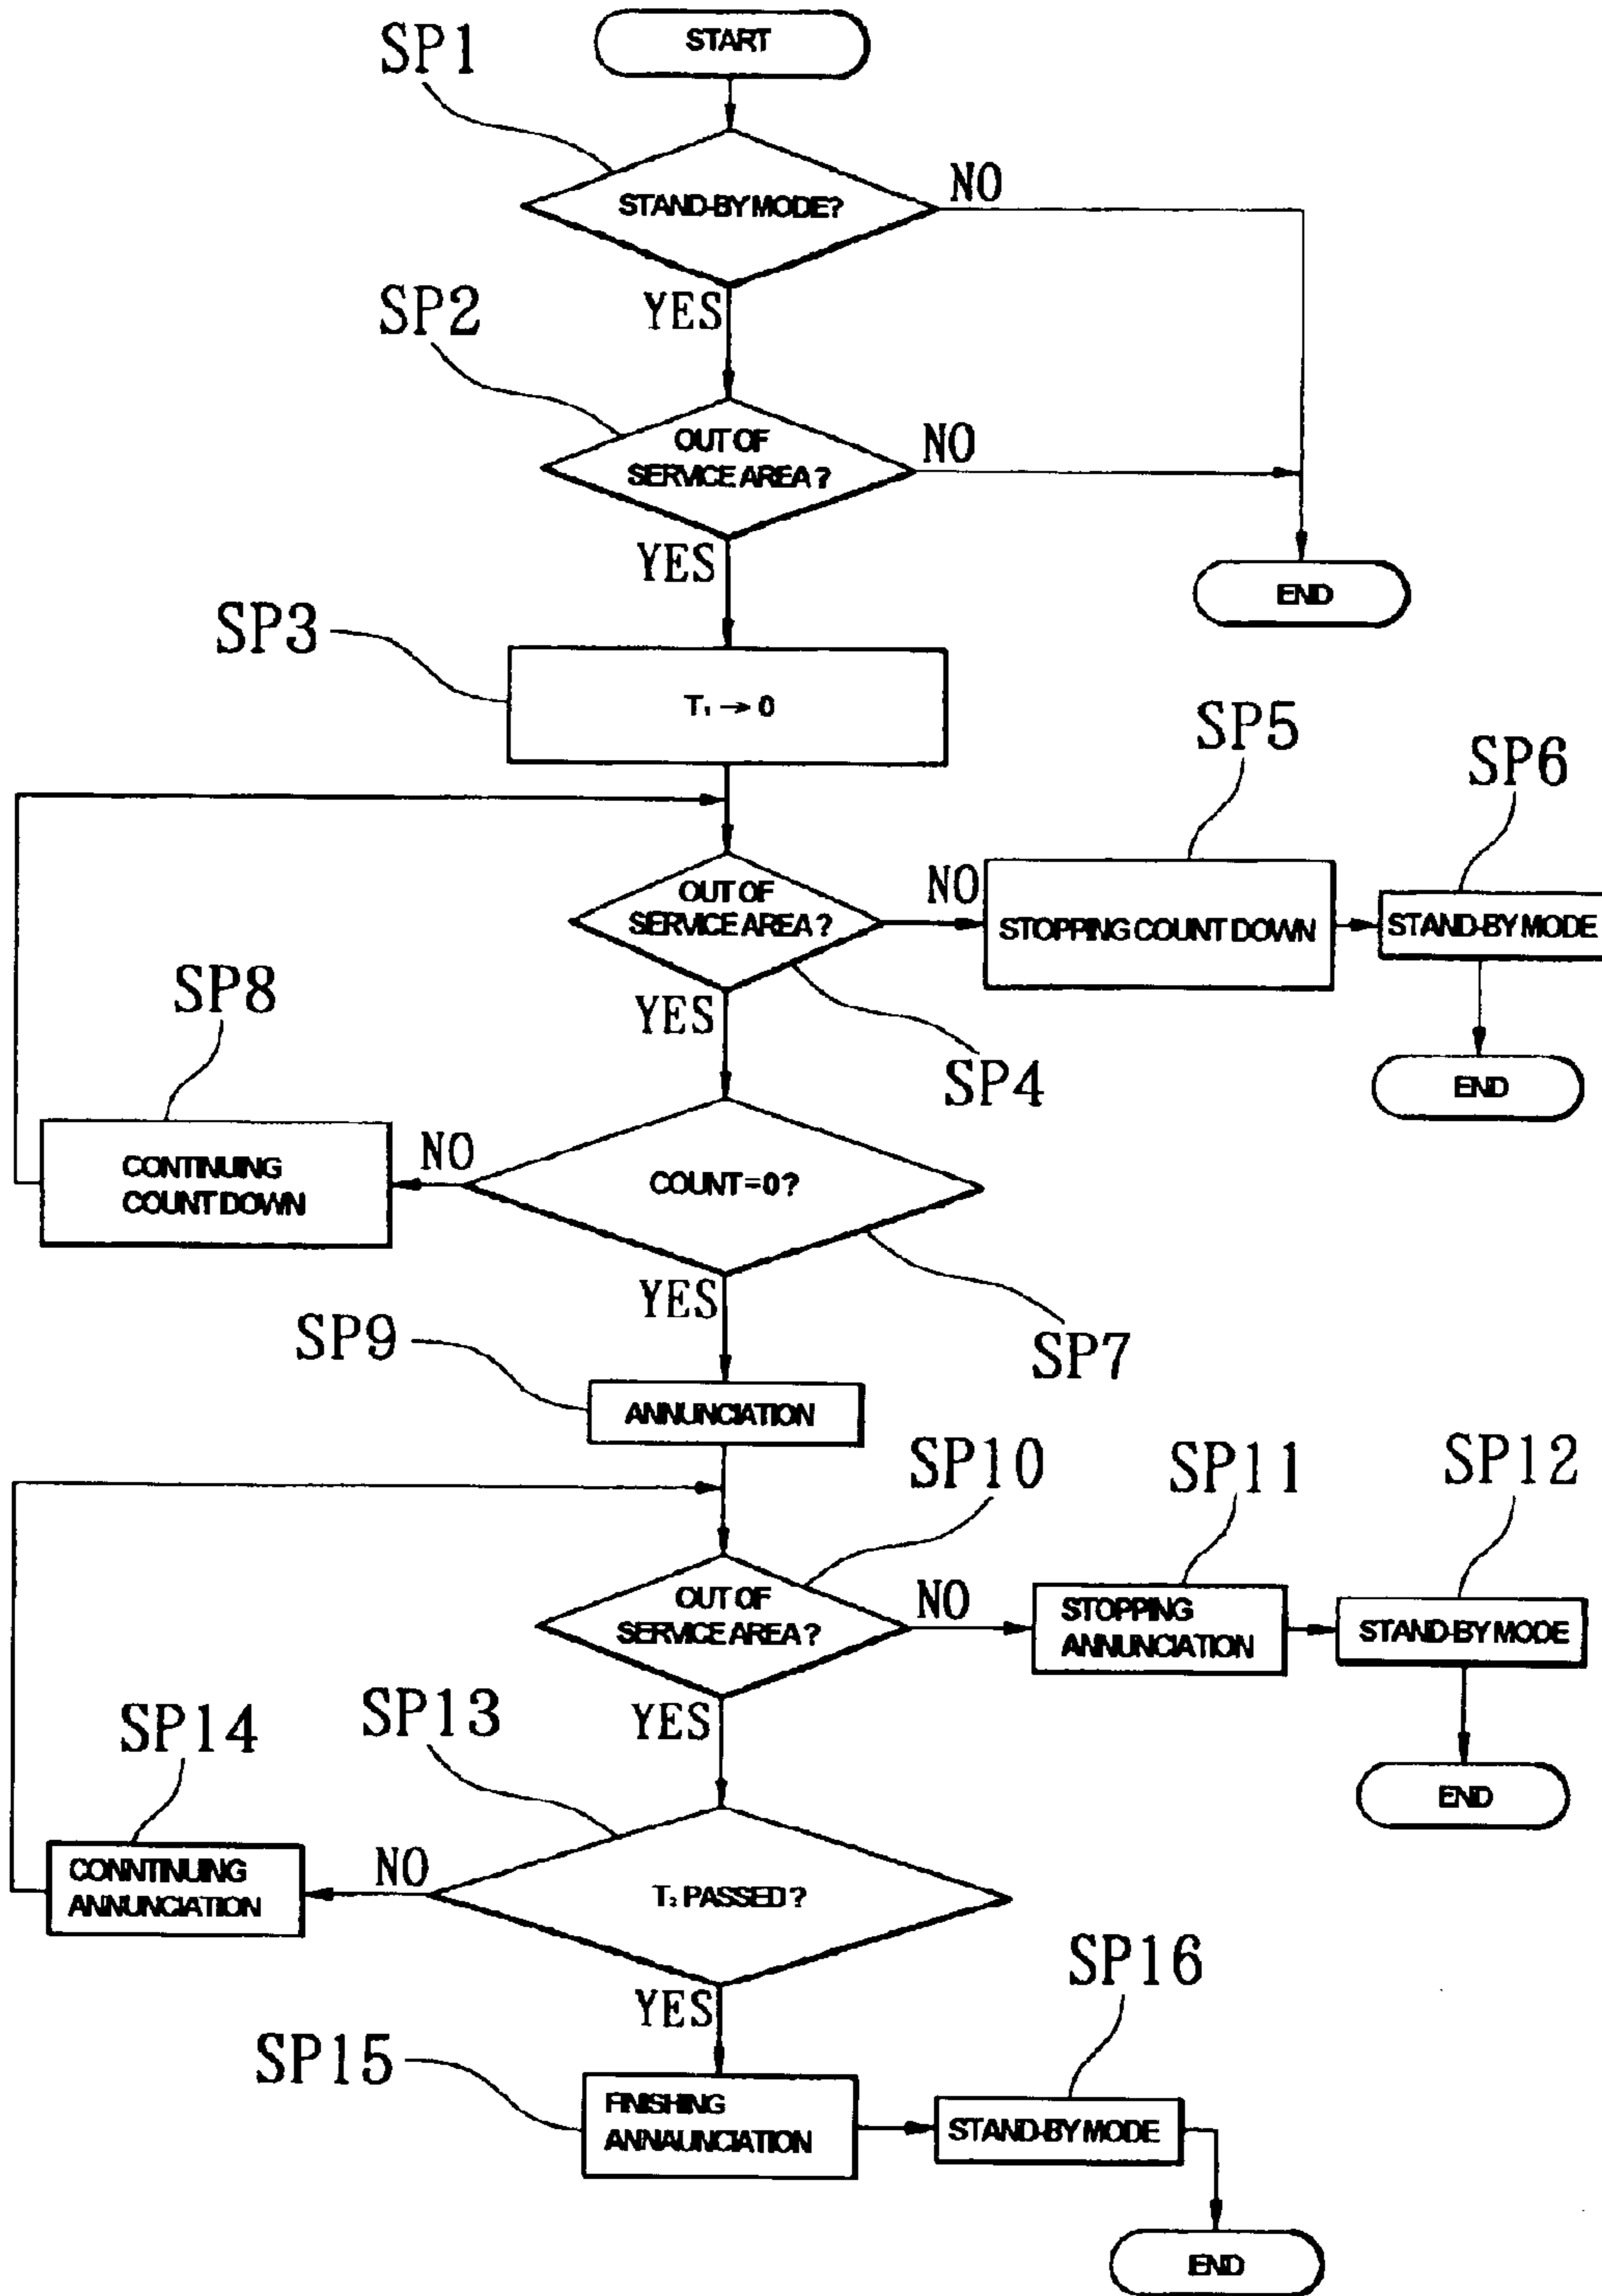 START
SP1
STAND-BY MODE?
NO
YES
SP2
OUT OF
SERVICE AREA?
NO
YES
END
SP3
T₁ → 0
SP5
SP6
OUT OF
SERVICE AREA?
NO
STOPPING COUNT DOWN
STAND-BY MODE
SP8
YES
SP4
END
CONTINUING
COUNT DOWN
NO
COUNT=0?
YES
SP9
SP7
ANNUNCIATION
SP10
SP11
SP12
OUT OF
SERVICE AREA?
NO
STOPPING
ANNUNCIATION
STAND-BY MODE
SP14
SP13
YES
END
CONNTINUING
ANNUNCIATION
NO
T₂ PASSED?
SP16
YES
SP15
FINISHING
ANNAUNCIATION
STAND-BY MODE
END